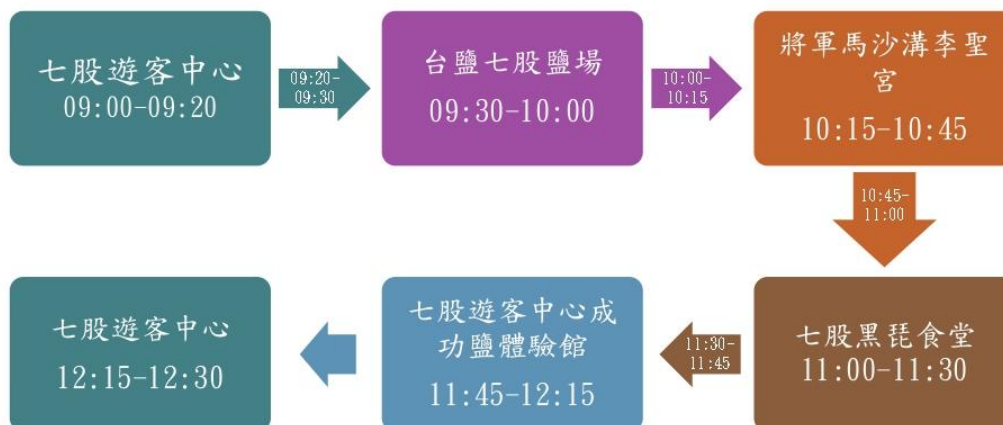 七股遊客中心
09:00-09:20
09:20-
09:30
台鹽七股鹽場
09:30-10:00
10:00-
10:15
將軍馬沙溝李聖
宮
10:15-10:45
10:45-
11:00
七股黑琵食堂
11:00-11:30
11:30-
11:45
七股遊客中心成
功鹽體驗館
11:45-12:15
七股遊客中心
12:15-12:30